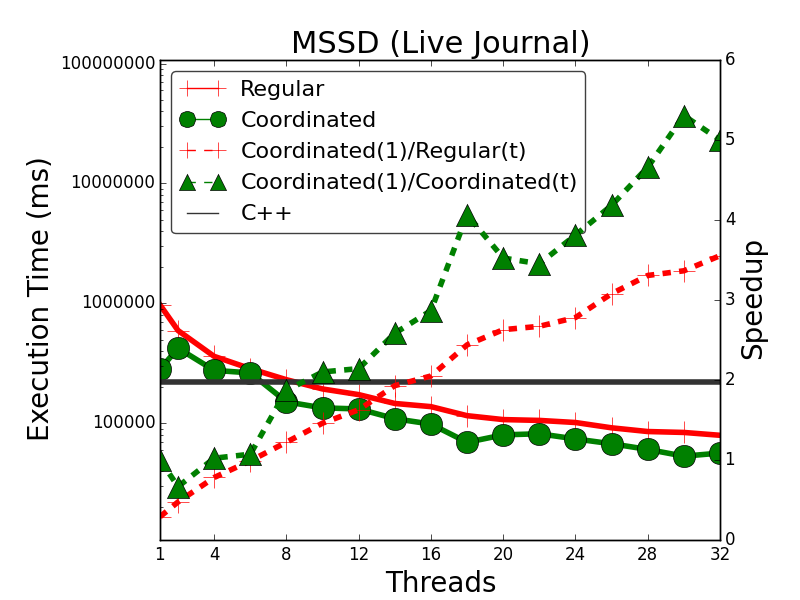 MSSD (Live Journal)
100000000
10000000
1000000
100000
Execution Time (ms)
Regular
Coordinated
Coordinated(1)/Regular(t)
Coordinated(1)/Coordinated(t)
C++
6
5
4
3
2
1
0
Speedup
1 4 8 12 16 20 24 28 32
Threads